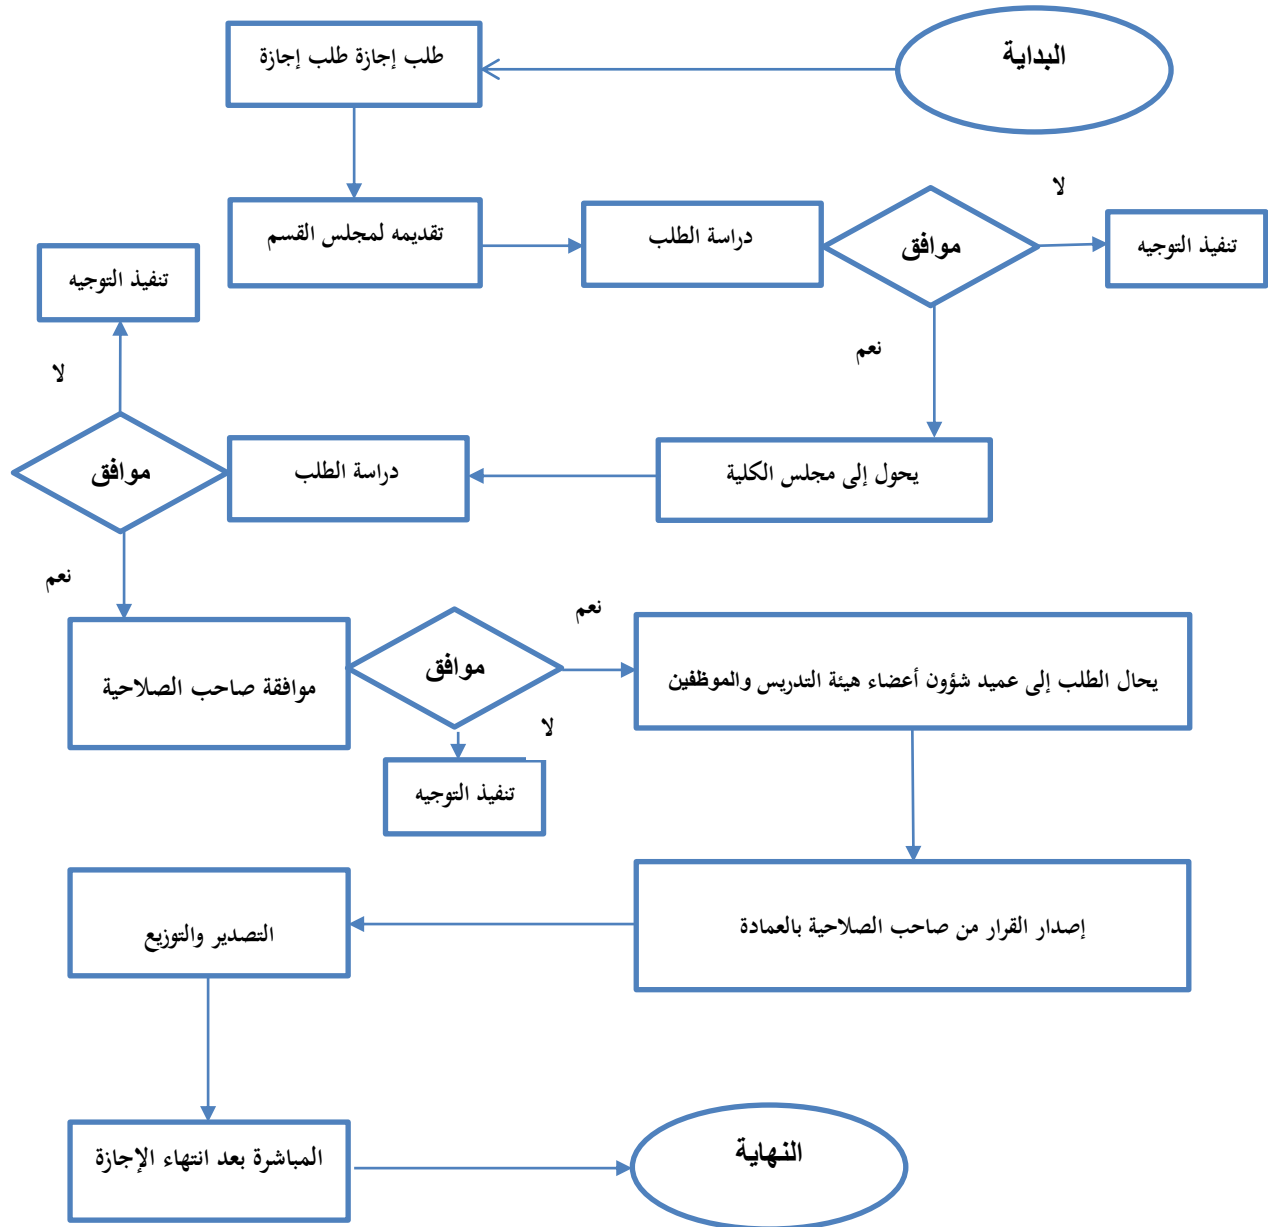 البداية
طلب إجازة طلب إجازة
تقديمه لمجلس القسم
دراسة الطلب
موافق
لا
تنفيذ التوجيه
نعم
يحول إلى مجلس الكلية
دراسة الطلب
موافق
لا
تنفيذ التوجيه
نعم
موافقة صاحب الصلاحية
موافق
لا
تنفيذ التوجيه
نعم
يحال الطلب إلى عميد شؤون أعضاء هيئة التدريس والموظفين
إصدار القرار من صاحب الصلاحية بالعمادة
التصدير والتوزيع
المباشرة بعد انتهاء الإجازة
النهاية